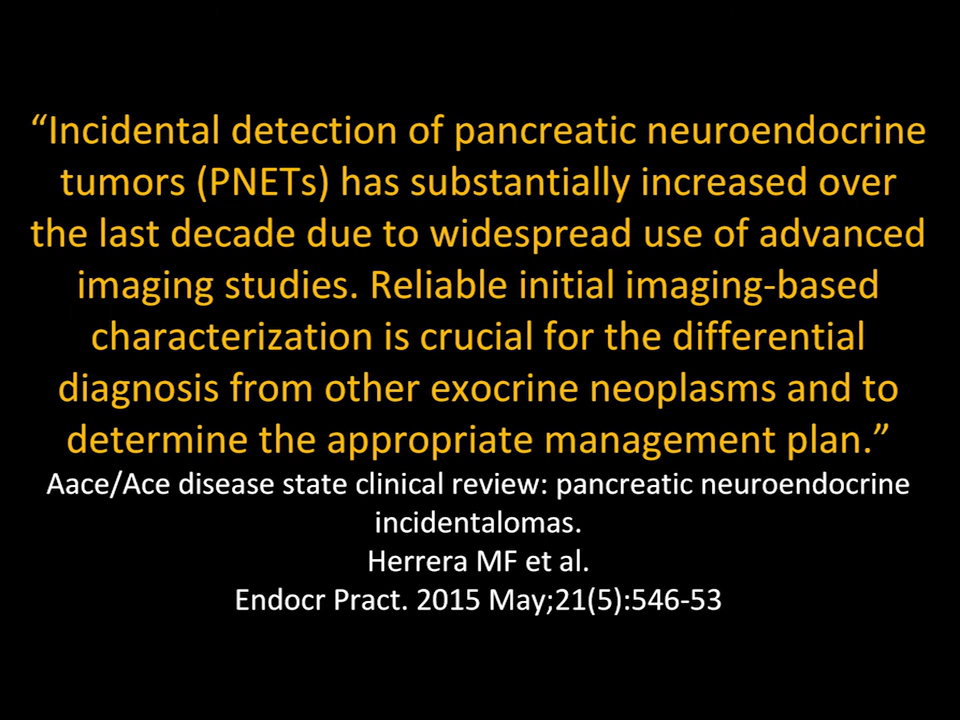 “Incidental detection of pancreatic neuroendocrine
tumors (PNETs) has substantially increased over
the last decade due to widespread use of advanced
imaging studies. Reliable initial imaging-based
characterization is crucial for the differential
diagnosis from other exocrine neoplasms and to
determine the appropriate management plan.”
Aace/Ace disease state clinical review: pancreatic neuroendocrine
incidentalomas.
Herrera MF et al.
Endocr Pract. 2015 May;21(5):546-53